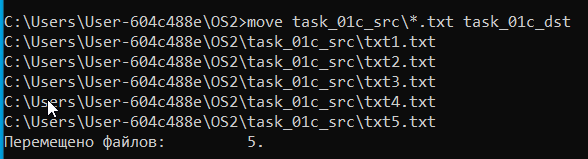 C:\Users\User-604c488e\OS2>move task_01c_src\*.txt task_01c_dst
C:\Users\User-604c488e\OS2\task_01c_src\txt1.txt
C:\Users\User-604c488e\OS2\task_01c_src\txt2.txt
C:\Users\User-604c488e\OS2\task_01c_src\txt3.txt
C:\Users\User-604c488e\OS2\task_01c_src\txt4.txt
C:\Users\User-604c488e\OS2\task_01c_src\txt5.txt
Перемещено файлов:         5.